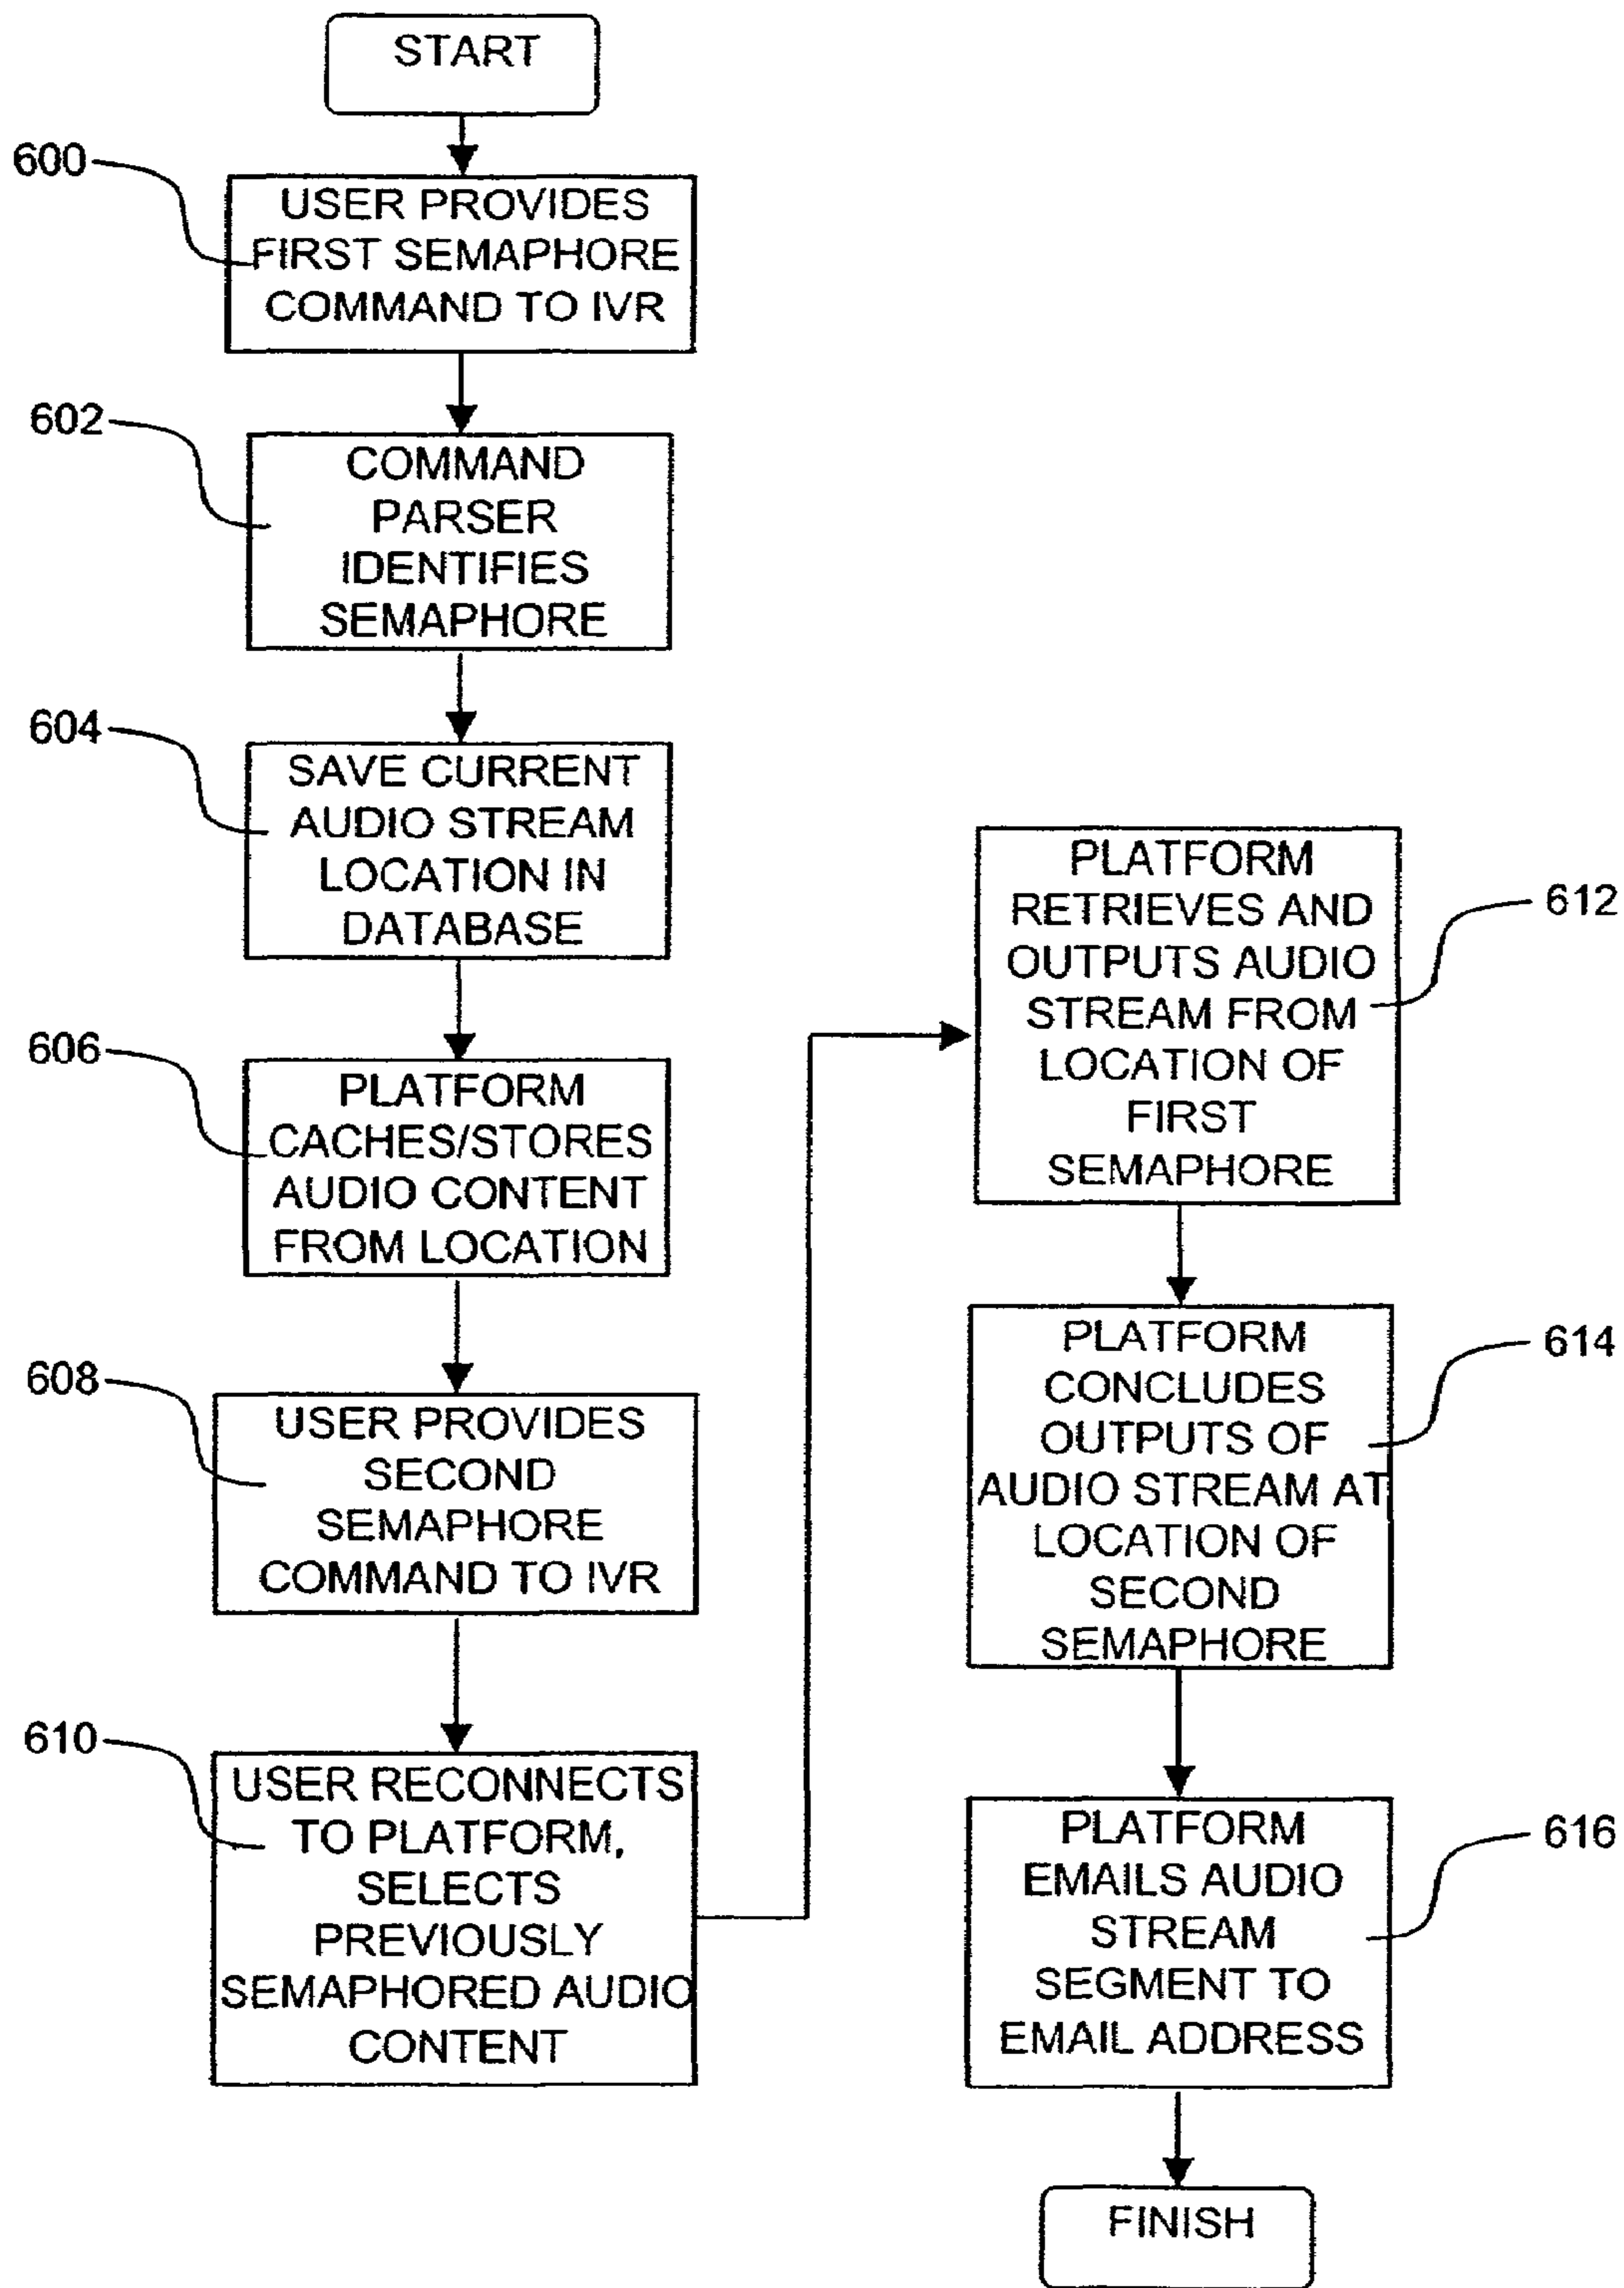 START
600
USER PROVIDES
FIRST SEMAPHORE
COMMAND TO IVR
602
COMMAND
PARSER
IDENTIFIES
SEMAPHORE
604
SAVE CURRENT
AUDIO STREAM
LOCATION IN
DATABASE
606
PLATFORM
CACHES/STORES
AUDIO CONTENT
FROM LOCATION
608
USER PROVIDES
SECOND
SEMAPHORE
COMMAND TO IVR
610
USER RECONNECTS
TO PLATFORM,
SELECTS
PREVIOUSLY
SEMAPHORED AUDIO
CONTENT
612
PLATFORM
RETRIEVES AND
OUTPUTS AUDIO
STREAM FROM
LOCATION OF
FIRST
SEMAPHORE
614
PLATFORM
CONCLUDES
OUTPUTS OF
AUDIO STREAM AT
LOCATION OF
SECOND
SEMAPHORE
616
PLATFORM
EMAILS AUDIO
STREAM
SEGMENT TO
EMAIL ADDRESS
FINISH